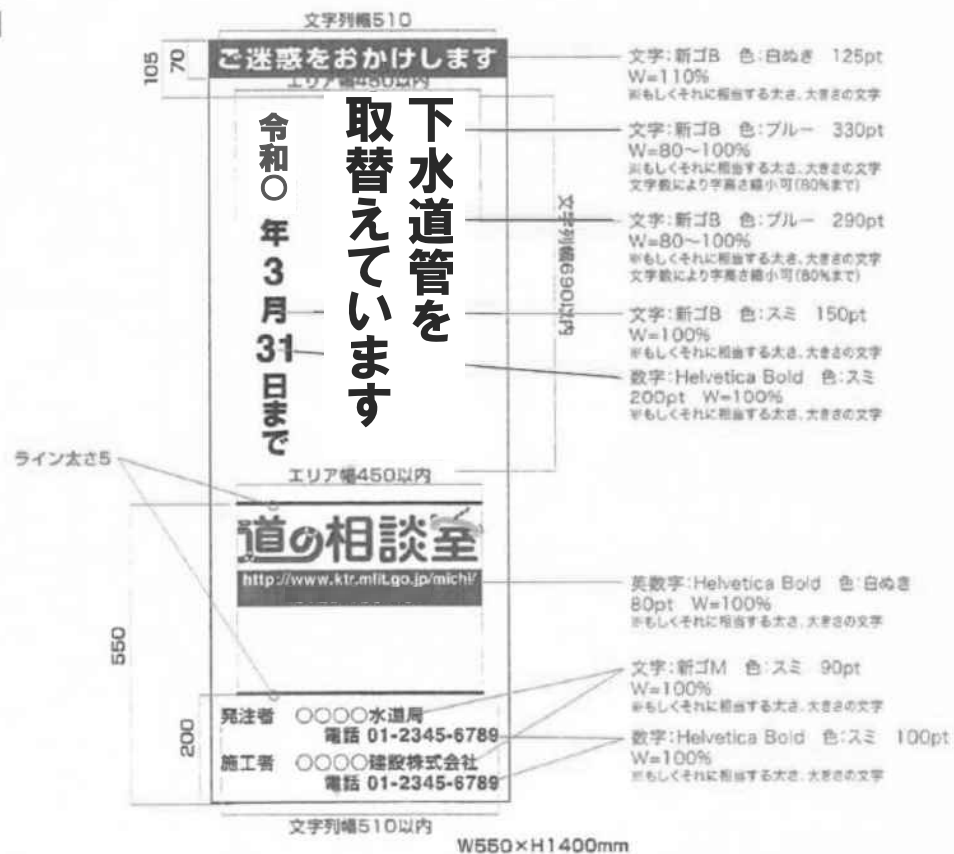 文字列幅510
105
70
ご迷惑をおかけします
エリア幅450以内
下水道管を
取替えています
令和〇年3月31日まで
文字列幅690以内
文字:新ゴB 色:白ぬき 125pt
W=110%
※もしくそれに相当する太さ、大きさの文字
文字:新ゴB 色:ブルー 330pt
W=80〜100%
※もしくそれに相当する太さ、大きさの文字
文字数により字高さ縮小可(80%まで)
文字:新ゴB 色:ブルー 290pt
W=80〜100%
※もしくそれに相当する太さ、大きさの文字
文字数により字高さ縮小可(80%まで)
文字:新ゴB 色:スミ 150pt
W=100%
※もしくそれに相当する太さ、大きさの文字
数字:Helvetica Bold 色:スミ
200pt W=100%
※もしくそれに相当する太さ、大きさの文字
ライン太さ5
エリア幅450以内
道の相談室
http://www.ktr.mlit.go.jp/michi/
英数字:Helvetica Bold 色:白ぬき
80pt W=100%
※もしくそれに相当する太さ、大きさの文字
550
200
発注者 〇〇〇〇水道局
電話 01-2345-6789
施工者 〇〇〇〇建設株式会社
電話 01-2345-6789
文字:新ゴM 色:スミ 90pt
W=100%
※もしくそれに相当する太さ、大きさの文字
数字:Helvetica Bold 色:スミ 100pt
W=100%
※もしくそれに相当する太さ、大きさの文字
文字列幅510以内
W550×H1400mm